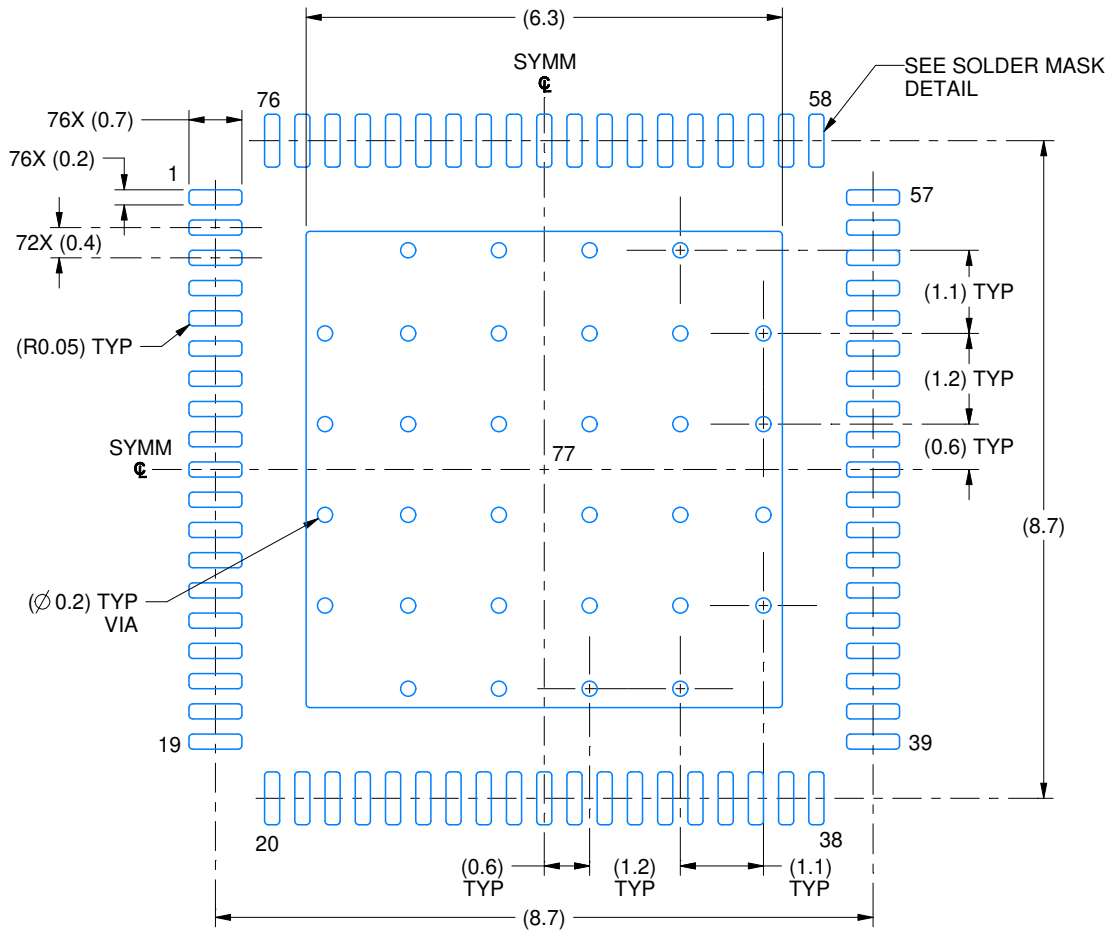 (6.3)
SYMM
℄
SEE SOLDER MASK
DETAIL
76
58
76X (0.7)
76X (0.2)
1
57
72X (0.4)
(1.1) TYP
(R0.05) TYP
(1.2) TYP
SYMM
℄
77
(0.6) TYP
(8.7)
(∅ 0.2) TYP
VIA
19
39
20
38
(0.6)
TYP
(1.2)
TYP
(1.1)
TYP
(8.7)